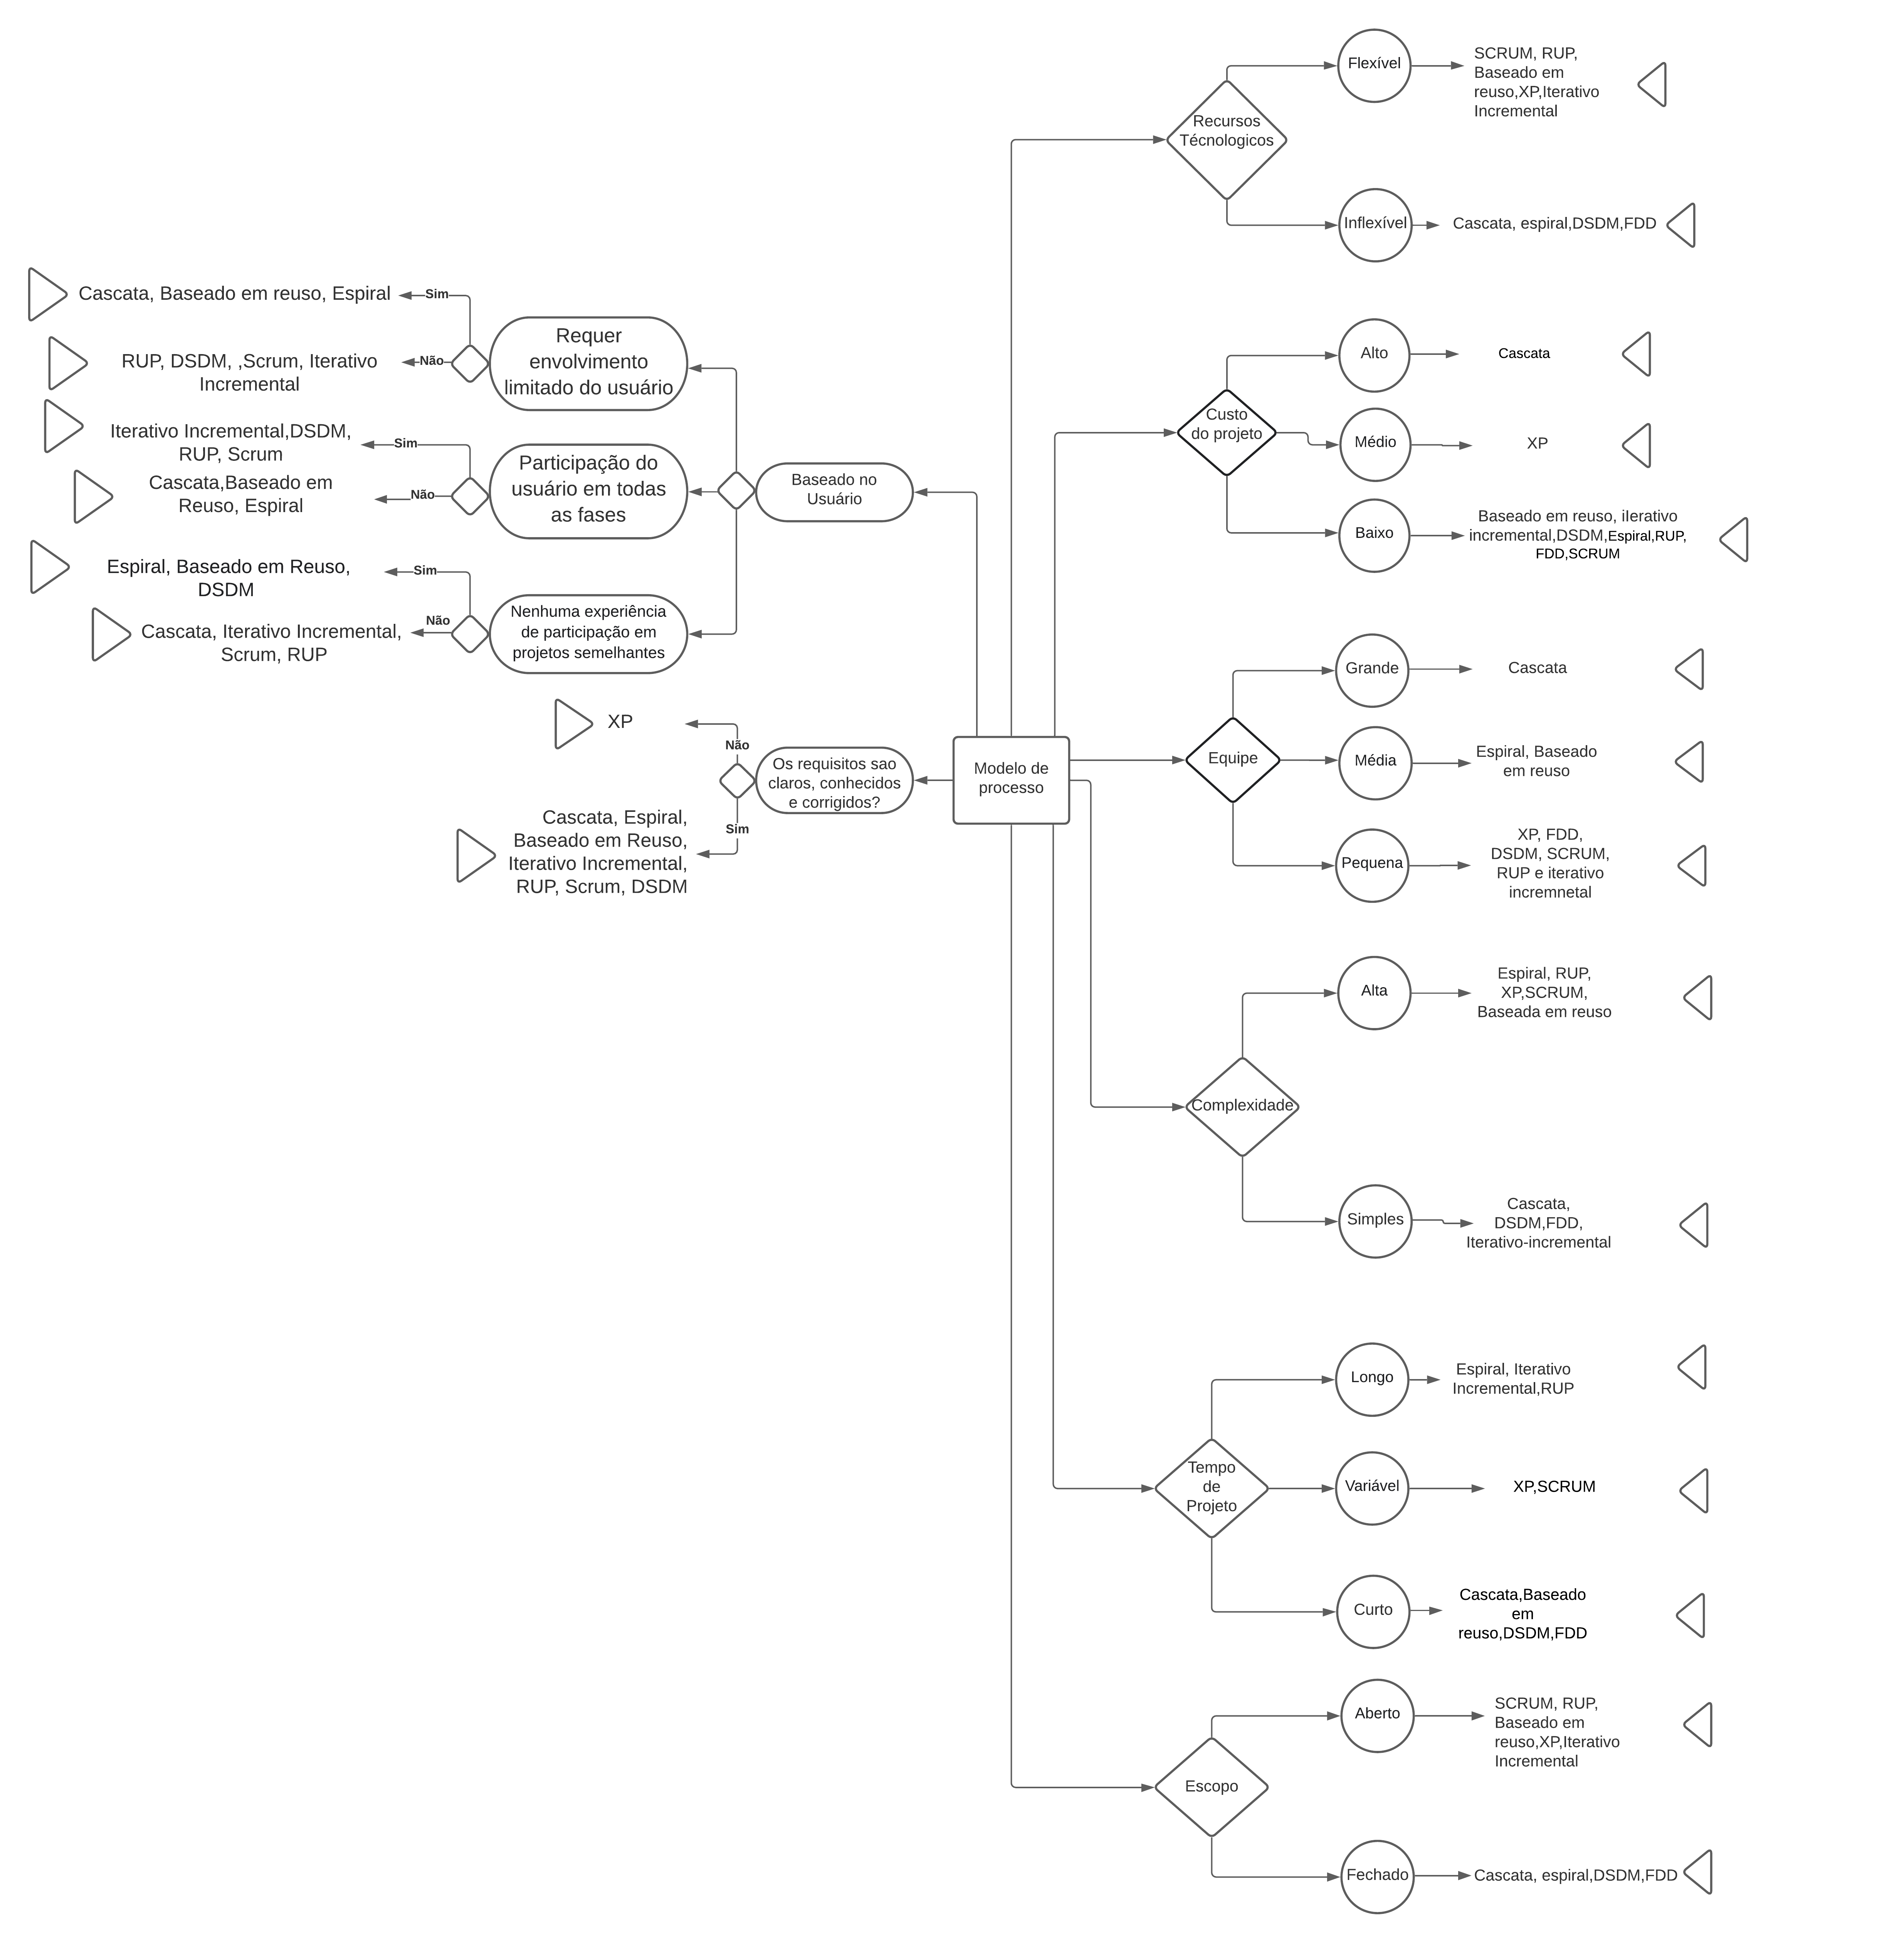 Flexível
SCRUM, RUP,
Baseado em
reuso,XP,Iterativo
Incremental
Recursos
Técnologicos
Inflexível
Cascata, espiral,DSDM,FDD
Cascata, Baseado em reuso, Espiral
Sim
Requer
envolvimento
limitado do usuário
Não
RUP, DSDM, ,Scrum, Iterativo
Incremental
Iterativo Incremental,DSDM,
RUP, Scrum
Sim
Participação do
usuário em todas
as fases
Cascata,Baseado em
Reuso, Espiral
Não
Baseado no
Usuário
Espiral, Baseado em Reuso,
DSDM
Sim
Nenhuma experiência
de participação em
projetos semelhantes
Não
Cascata, Iterativo Incremental,
Scrum, RUP
XP
Não
Os requisitos sao
claros, conhecidos
e corrigidos?
Sim
Cascata, Espiral,
Baseado em Reuso,
Iterativo Incremental,
RUP, Scrum, DSDM
Modelo de
processo
Alto
Cascata
Custo
do projeto
Médio
XP
Baixo
Baseado em reuso, ilerativo
incremental,DSDM,Espiral,RUP,
FDD,SCRUM
Grande
Cascata
Equipe
Média
Espiral, Baseado
em reuso
Pequena
XP, FDD,
DSDM, SCRUM,
RUP e iterativo
incremnetal
Alta
Espiral, RUP,
XP,SCRUM,
Baseada em reuso
Complexidade
Simples
Cascata,
DSDM,FDD,
Iterativo-incremental
Longo
Espiral, Iterativo
Incremental,RUP
Tempo
de
Projeto
Variável
XP,SCRUM
Curto
Cascata,Baseado
em
reuso,DSDM,FDD
Aberto
SCRUM, RUP,
Baseado em
reuso,XP,Iterativo
Incremental
Escopo
Fechado
Cascata, espiral,DSDM,FDD